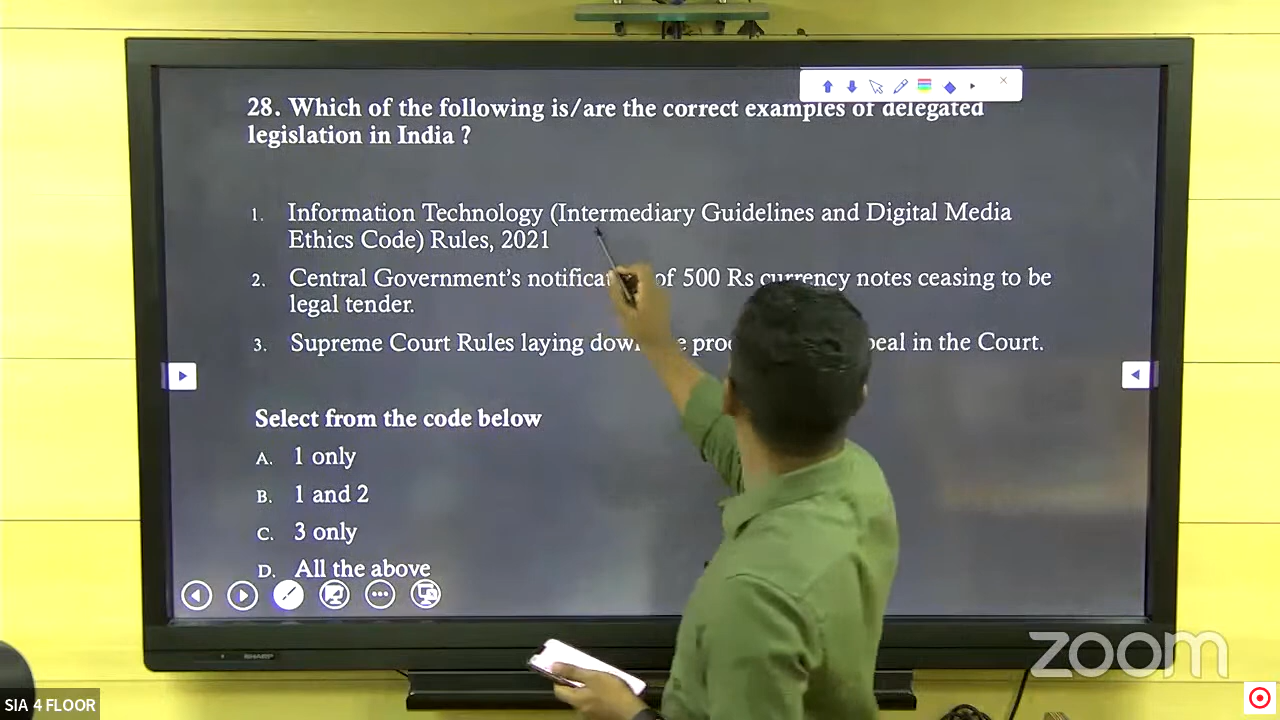 28. Which of the following is/are the correct examples of delegated
legislation in India ?
1. Information Technology (Intermediary Guidelines and Digital Media
Ethics Code) Rules, 2021
2. Central Government's notificat of 500 Rs currency notes ceasing to be
legal tender.
3. Supreme Court Rules laying down in the Court.
Select from the code below
A. 1 only
B. 1 and 2
C. 3 only
D. All the above
SHARP
zoom
SIA 4 FLOOR